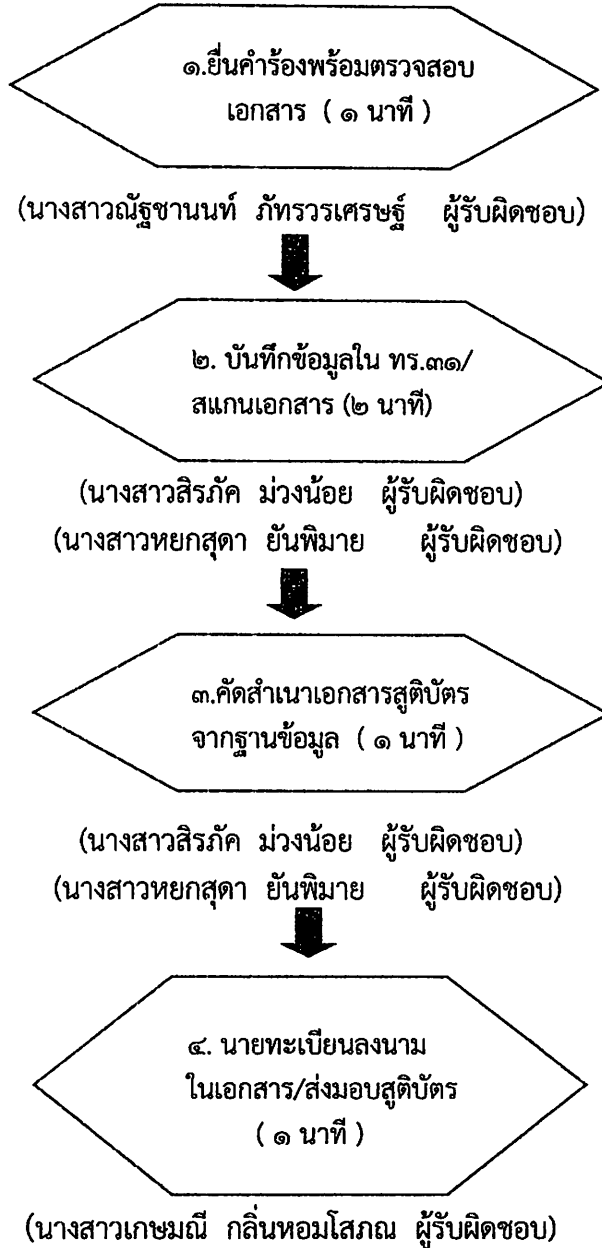 ๑.ยื่นคำร้องพร้อมตรวจสอบ
เอกสาร ( ๑ นาที )
(นางสาวณัฐชานนท์ ภัทรวรเศรษฐ์ ผู้รับผิดชอบ)
๒. บันทึกข้อมูลใน ทร.๓๑/
สแกนเอกสาร (๒ นาที)
(นางสาวสิรภัค ม่วงน้อย ผู้รับผิดชอบ)
(นางสาวหยกสุดา ยันพิมาย ผู้รับผิดชอบ)
๓.คัดสำเนาเอกสารสูติบัตร
จากฐานข้อมูล ( ๑ นาที )
(นางสาวสิรภัค ม่วงน้อย ผู้รับผิดชอบ)
(นางสาวหยกสุดา ยันพิมาย ผู้รับผิดชอบ)
๔. นายทะเบียนลงนาม
ในเอกสาร/ส่งมอบสูติบัตร
( ๑ นาที )
(นางสาวเกษมณี กลิ่นหอมโสภณ ผู้รับผิดชอบ)